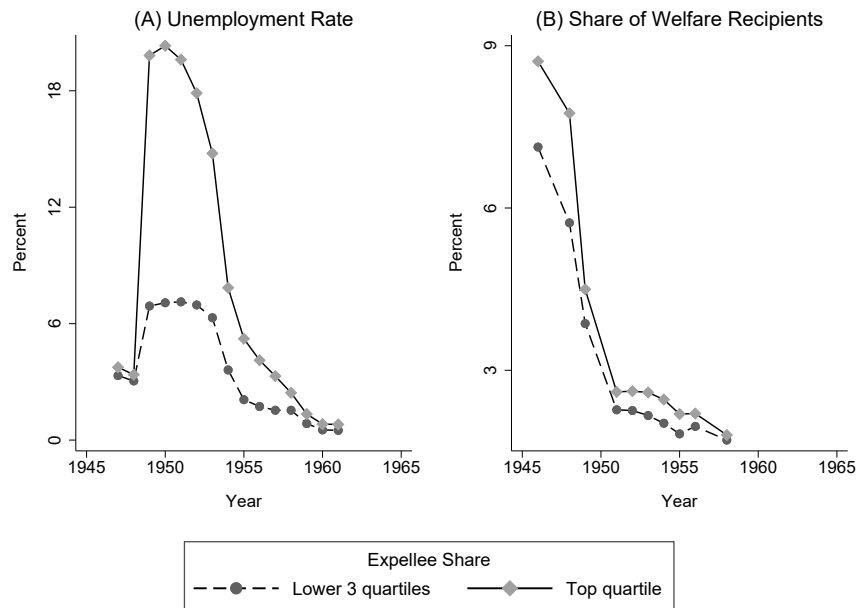 (A) Unemployment Rate
Percent
0
6
12
18
1945 1950 1955 1960 1965
Year
(B) Share of Welfare Recipients
Percent
3
6
9
1945 1950 1955 1960 1965
Year
Expellee Share
Lower 3 quartiles Top quartile